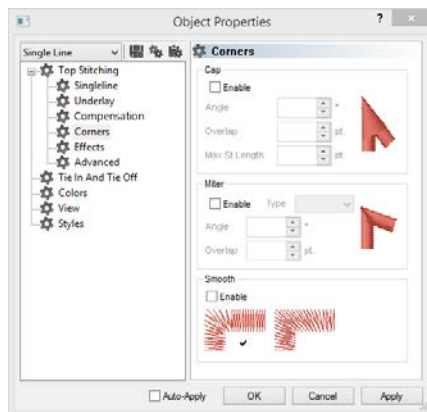 Object Properties
?
Single Line
Top Stitching
Singleline
Underlay
Compensation
Corners
Effects
Advanced
Tie In And Tie Off
Colors
View
Styles
Corners
Cap
Enable
Angle °
Overlap pt.
Max St Length pt
Miter
Enable Type
Angle °
Overlap pt.
Smooth
Enable
Auto-Apply OK Cancel Apply